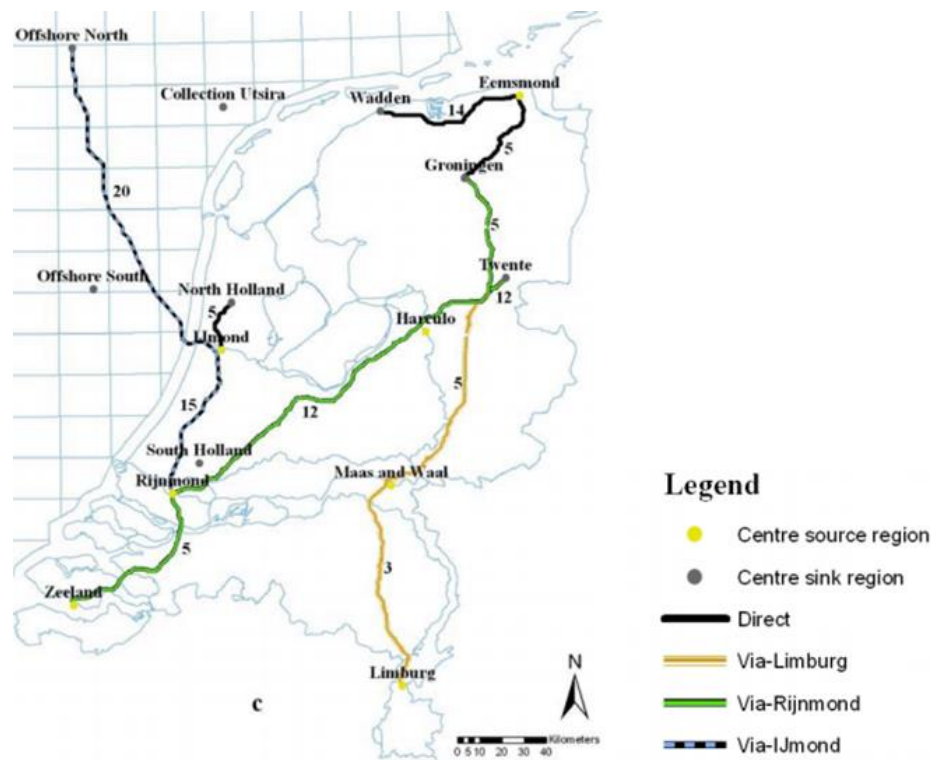 Offshore North
Collection Utsira
Wadden
Eemsmond
14
5
Groningen
20
5
Offshore South
Twente
North Holland
12
5
Harculo
IJmond
5
15
12
South Holland
Maas and Waal
Rijnmond
5
3
Zeeland
Limburg
N
c
Kilometers
0 5 10 20 30 40
Legend
Centre source region
Centre sink region
Direct
Via-Limburg
Via-Rijnmond
Via-IJmond